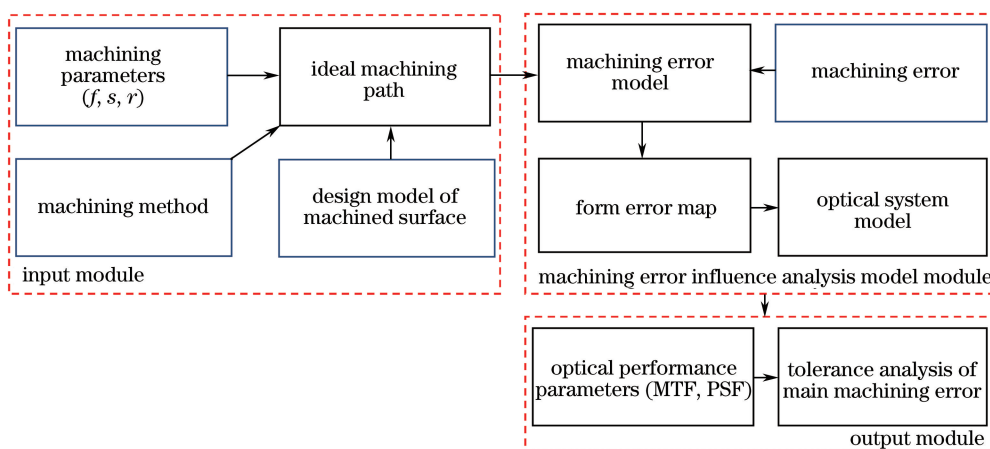 machining
parameters
(f, s, r)
ideal machining
path
machining method
design model of
machined surface
input module
machining error
model
machining error
form error map
optical system
model
machining error influence analysis model module
optical performance
parameters (MTF, PSF)
tolerance analysis of
main machining error
output module